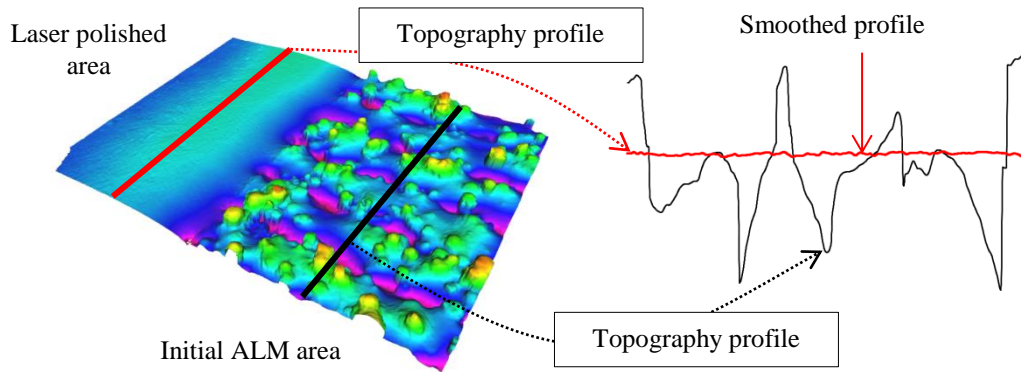 Laser polished
area
Topography profile
Smoothed profile
Topography profile
Initial ALM area